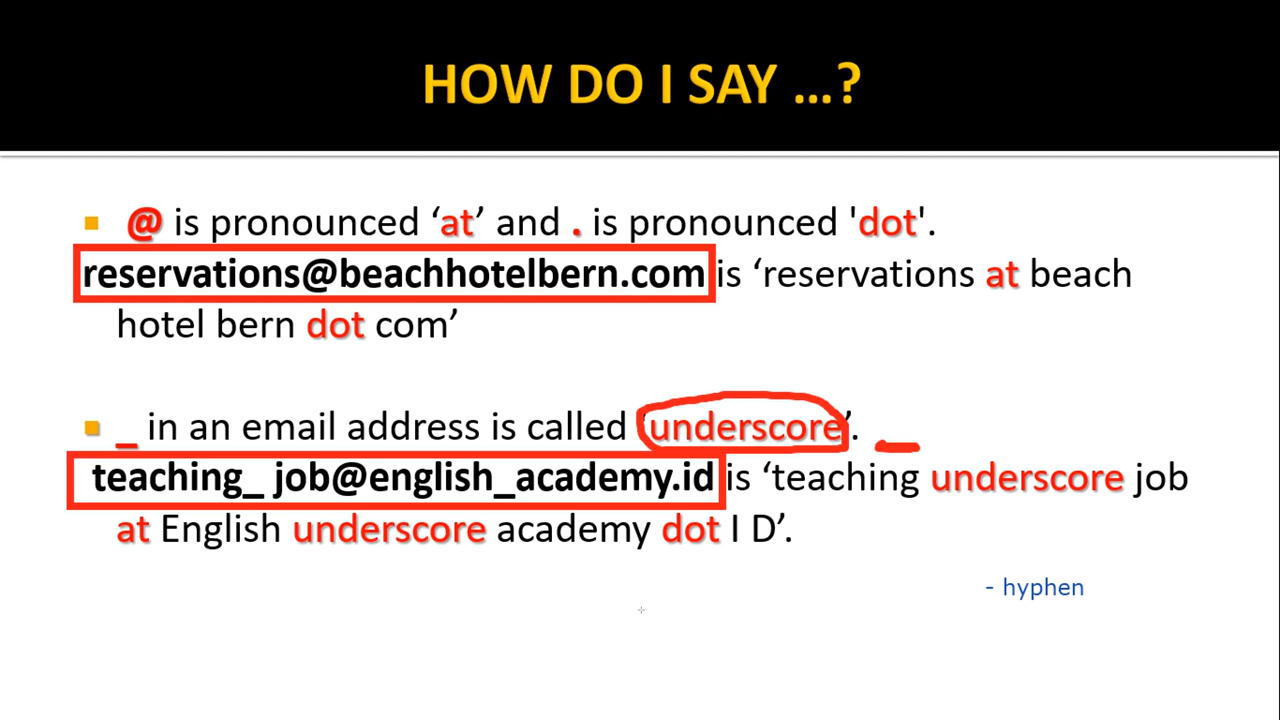 HOW DO I SAY ...?
@ is pronounced ‘at’ and . is pronounced 'dot'.
reservations@beachhotelbern.com is ‘reservations at beach
hotel bern dot com’
_ in an email address is called ‘underscore’. _
teaching_ job@english_academy.id is ‘teaching underscore job
at English underscore academy dot I D’.
- hyphen